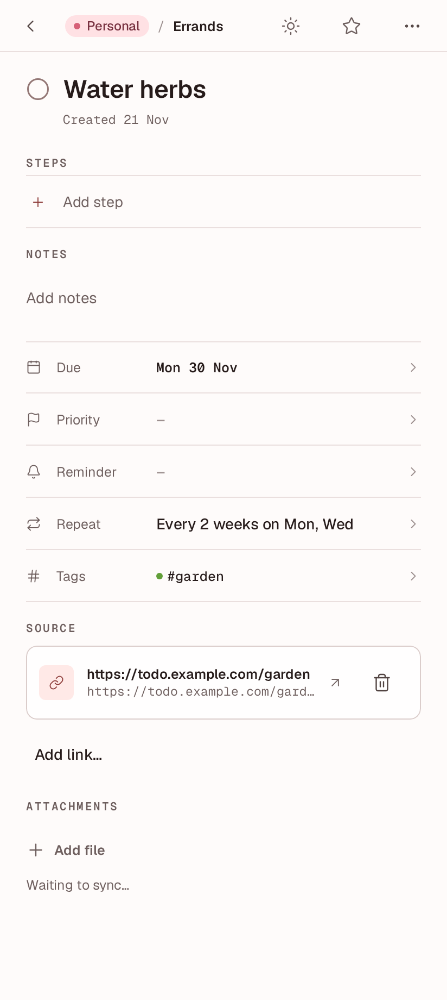 Personal / Errands
Water herbs
Created 21 Nov
STEPS
Add step
NOTES
Add notes
Due Mon 30 Nov
Priority –
Reminder –
Repeat Every 2 weeks on Mon, Wed
Tags #garden
SOURCE
https://todo.example.com/garden
https://todo.example.com/gard…
Add link…
ATTACHMENTS
Add file
Waiting to sync…